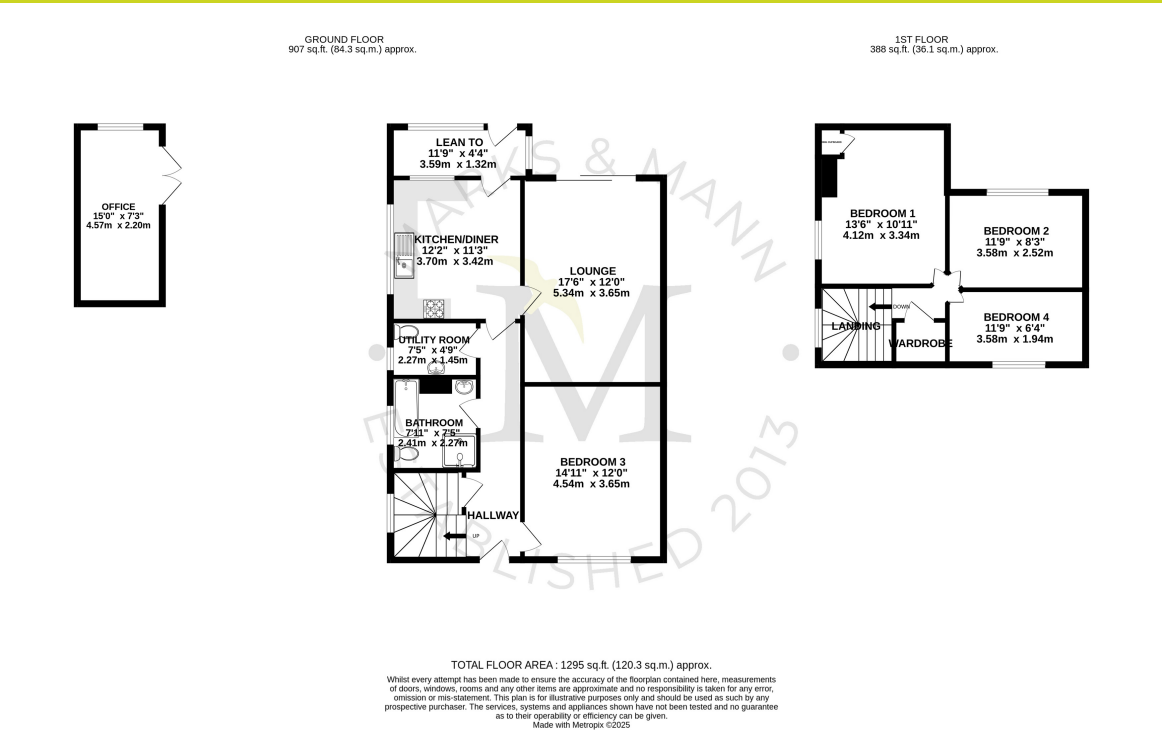 GROUND FLOOR
907 sq.ft. (84.3 sq.m.) approx.
1ST FLOOR
388 sq.ft. (36.1 sq.m.) approx.
OFFICE
15'0" x 7'3"
4.57m x 2.20m
LEAN TO
11'9" x 4'4"
3.59m x 1.32m
KITCHEN/DINER
12'2" x 11'3"
3.70m x 3.42m
LOUNGE
17'6" x 12'0"
5.34m x 3.65m
UTILITY ROOM
7'5" x 4'9"
2.27m x 1.45m
BATHROOM
7'11" x 7'5"
2.41m x 2.27m
BEDROOM 3
14'11" x 12'0"
4.54m x 3.65m
HALLWAY
UP
BEDROOM 1
13'6" x 10'11"
4.12m x 3.34m
BEDROOM 2
11'9" x 8'3"
3.58m x 2.52m
DOWN
LANDING
WARDROBE
BEDROOM 4
11'9" x 6'4"
3.58m x 1.94m
MARKS & MANN
M
ESTABLISHED 2013
TOTAL FLOOR AREA : 1295 sq.ft. (120.3 sq.m.) approx.
Whilst every attempt has been made to ensure the accuracy of the floorplan contained here, measurements
of doors, windows, rooms and any other items are approximate and no responsibility is taken for any error,
omission or mis-statement. This plan is for illustrative purposes only and should be used as such by any
prospective purchaser. The services, systems and appliances shown have not been tested and no guarantee
as to their operability or efficiency can be given.
Made with Metropix ©2025